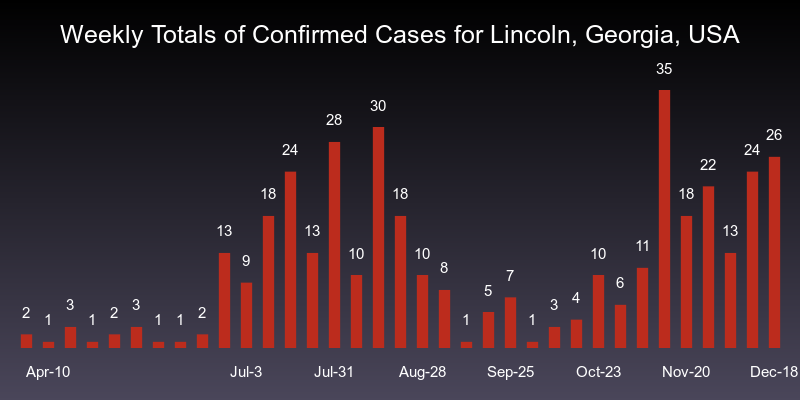 Weekly Totals of Confirmed Cases for Lincoln, Georgia, USA
2 1 3 1 2 3 1 1 2 13 9 18 24 13 28 10 30 18 10 8 1 5 7 1 3 4 10 6 11 35 18 22 13 24 26
Apr-10 Jul-3 Jul-31 Aug-28 Sep-25 Oct-23 Nov-20 Dec-18